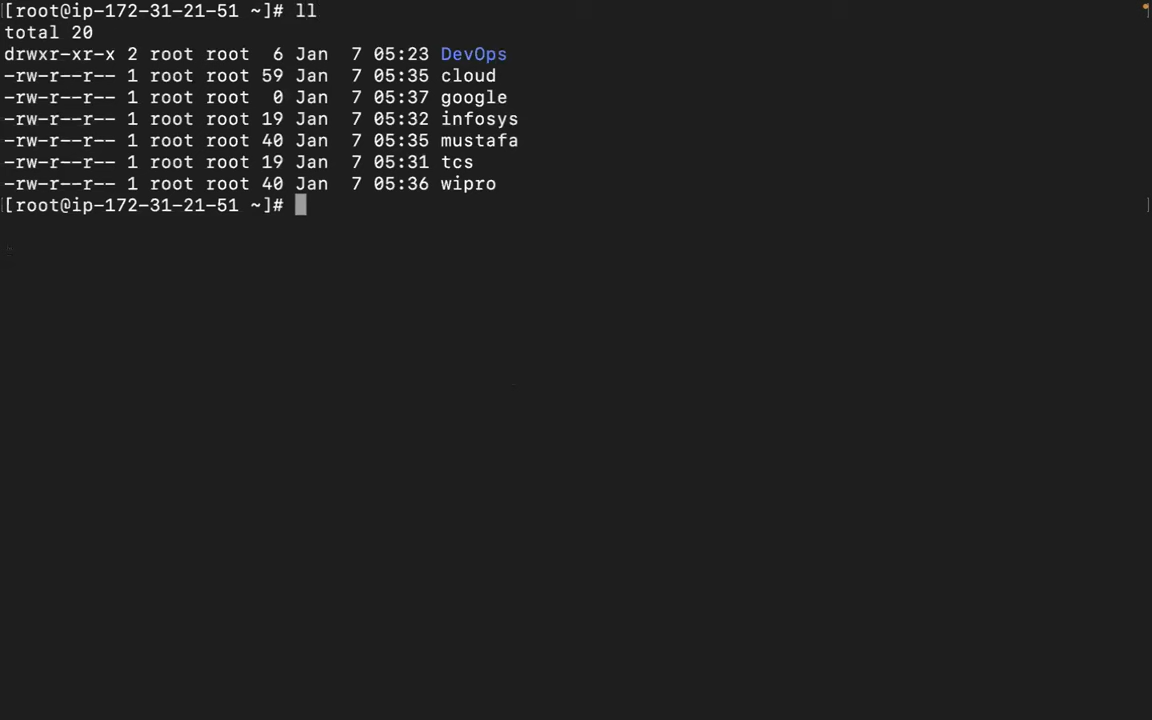 [root@ip-172-31-21-51 ~]# ll
total 20
drwxr-xr-x 2 root root  6 Jan  7 05:23 DevOps
-rw-r--r-- 1 root root 59 Jan  7 05:35 cloud
-rw-r--r-- 1 root root  0 Jan  7 05:37 google
-rw-r--r-- 1 root root 19 Jan  7 05:32 infosys
-rw-r--r-- 1 root root 40 Jan  7 05:35 mustafa
-rw-r--r-- 1 root root 19 Jan  7 05:31 tcs
-rw-r--r-- 1 root root 40 Jan  7 05:36 wipro
[root@ip-172-31-21-51 ~]#